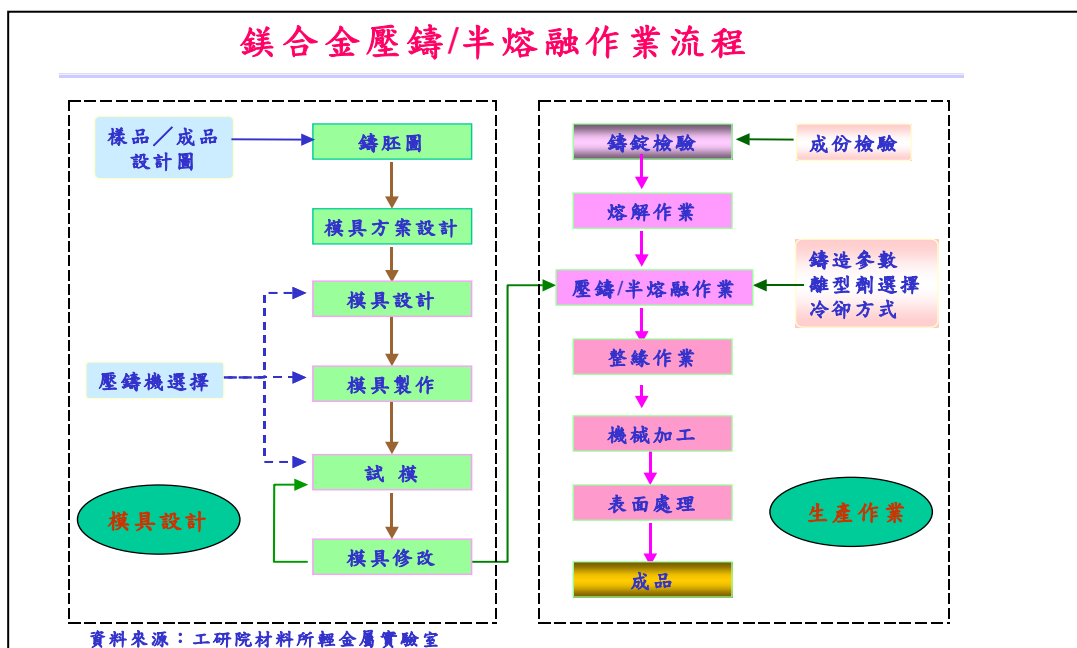 鎂合金壓鑄/半熔融作業流程
樣品／成品
設計圖
鑄胚圖
模具方案設計
模具設計
壓鑄機選擇
模具製作
試 模
模具設計
模具修改
鑄錠檢驗
成份檢驗
熔解作業
壓鑄/半熔融作業
鑄造參數
離型劑選擇
冷卻方式
整緣作業
機械加工
表面處理
生產作業
成品
資料來源：工研院材料所輕金屬實驗室